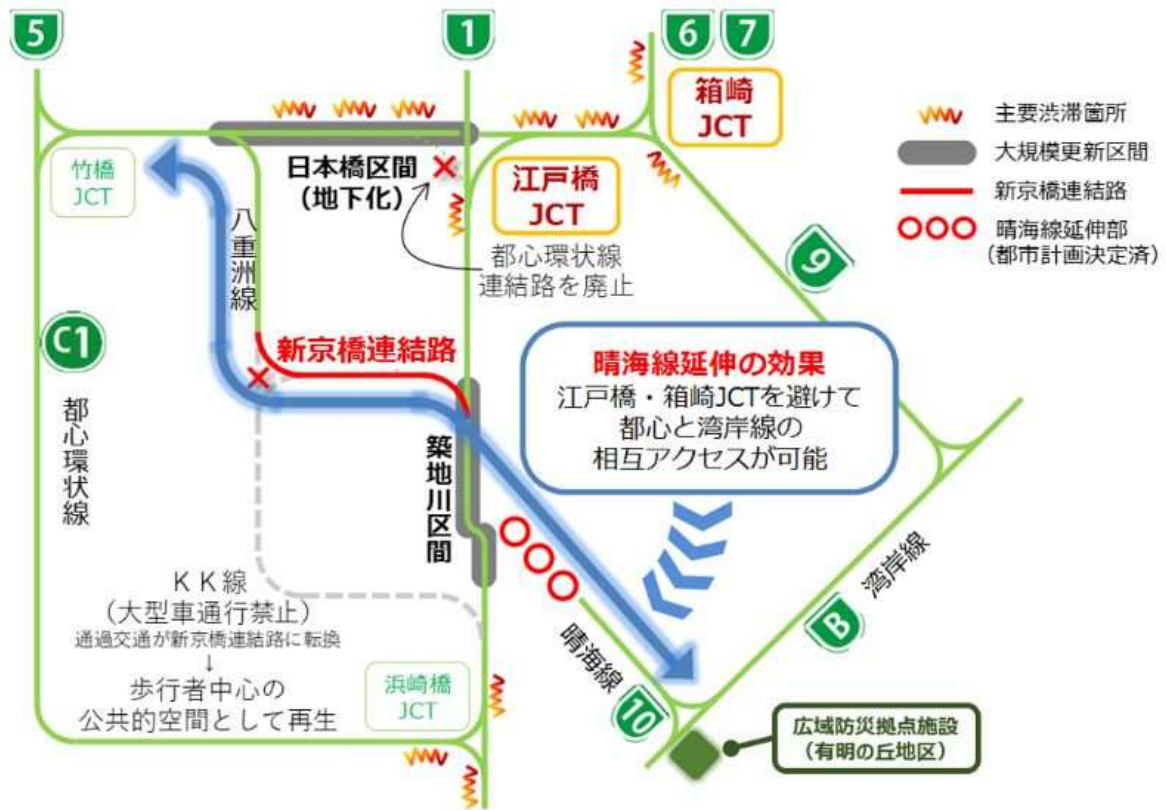 5
1
6 7
箱崎
JCT
主要渋滞箇所
大規模更新区間
新京橋連結路
晴海線延伸部
(都市計画決定済)
竹橋
JCT
日本橋区間
(地下化)
江戸橋
JCT
都心環状線
連結路を廃止
八重洲線
9
C1
都心環状線
新京橋連結路
晴海線延伸の効果
江戸橋・箱崎JCTを避けて
都心と湾岸線の
相互アクセスが可能
築地川区間
湾岸線
B
KK線
(大型車通行禁止)
通過交通が新京橋連結路に転換
↓
歩行者中心の
公共的空間として再生
浜崎橋
JCT
晴海線
10
広域防災拠点施設
(有明の丘地区)